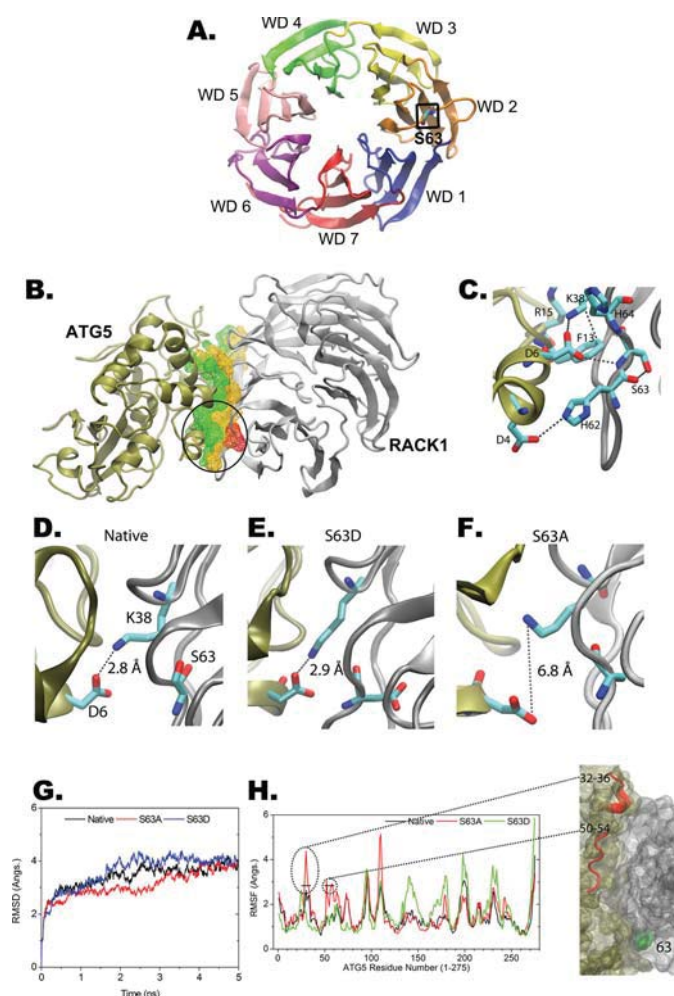 A.
WD 4
WD 3
WD 5
WD 2
S63
WD 6
WD 1
WD 7
B.
ATG5
RACK1
C.
R15
K38
H64
D6
F13
S63
D4
H62
D.
Native
K38
2.8 Å
S63
D6
E.
S63D
2.9 Å
F.
S63A
6.8 Å
G.
Native S63A S63D
6
4
2
0
RMSD (Angs.)
0 1 2 3 4 5
Time (ns)
H.
Native S63A S63D
6
4
2
0
RMSF (Angs.)
0 50 100 150 200 250
ATG5 Residue Number (1-275)
32-36
50-54
63